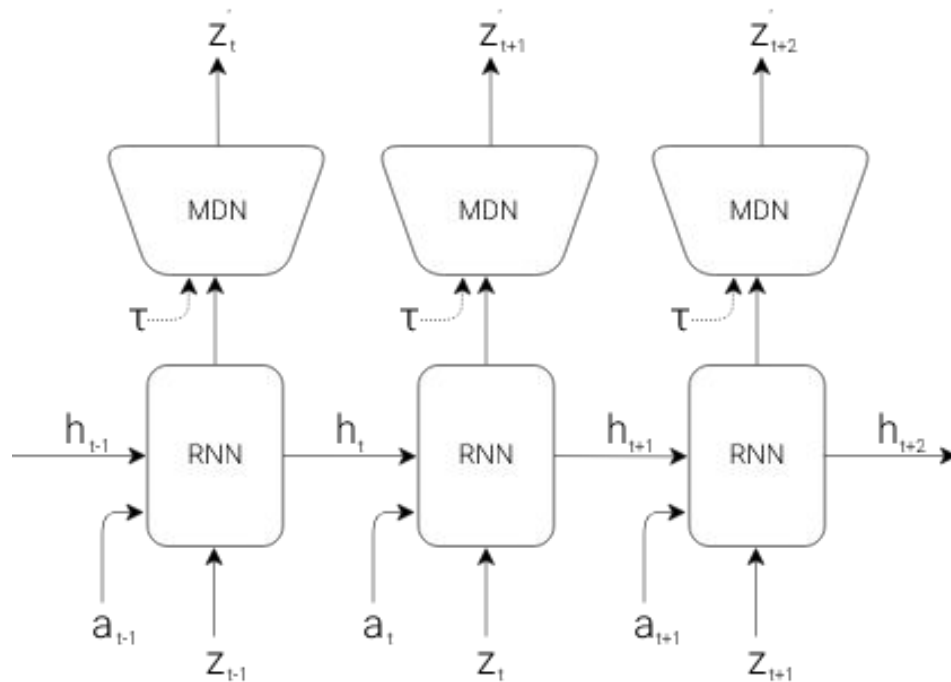 z'ₜ z'ₜ₊₁ z'ₜ₊₂
MDN MDN MDN
τ τ τ
hₜ₋₁ RNN hₜ RNN hₜ₊₁ RNN hₜ₊₂
aₜ₋₁ aₜ aₜ₊₁
zₜ₋₁ zₜ zₜ₊₁